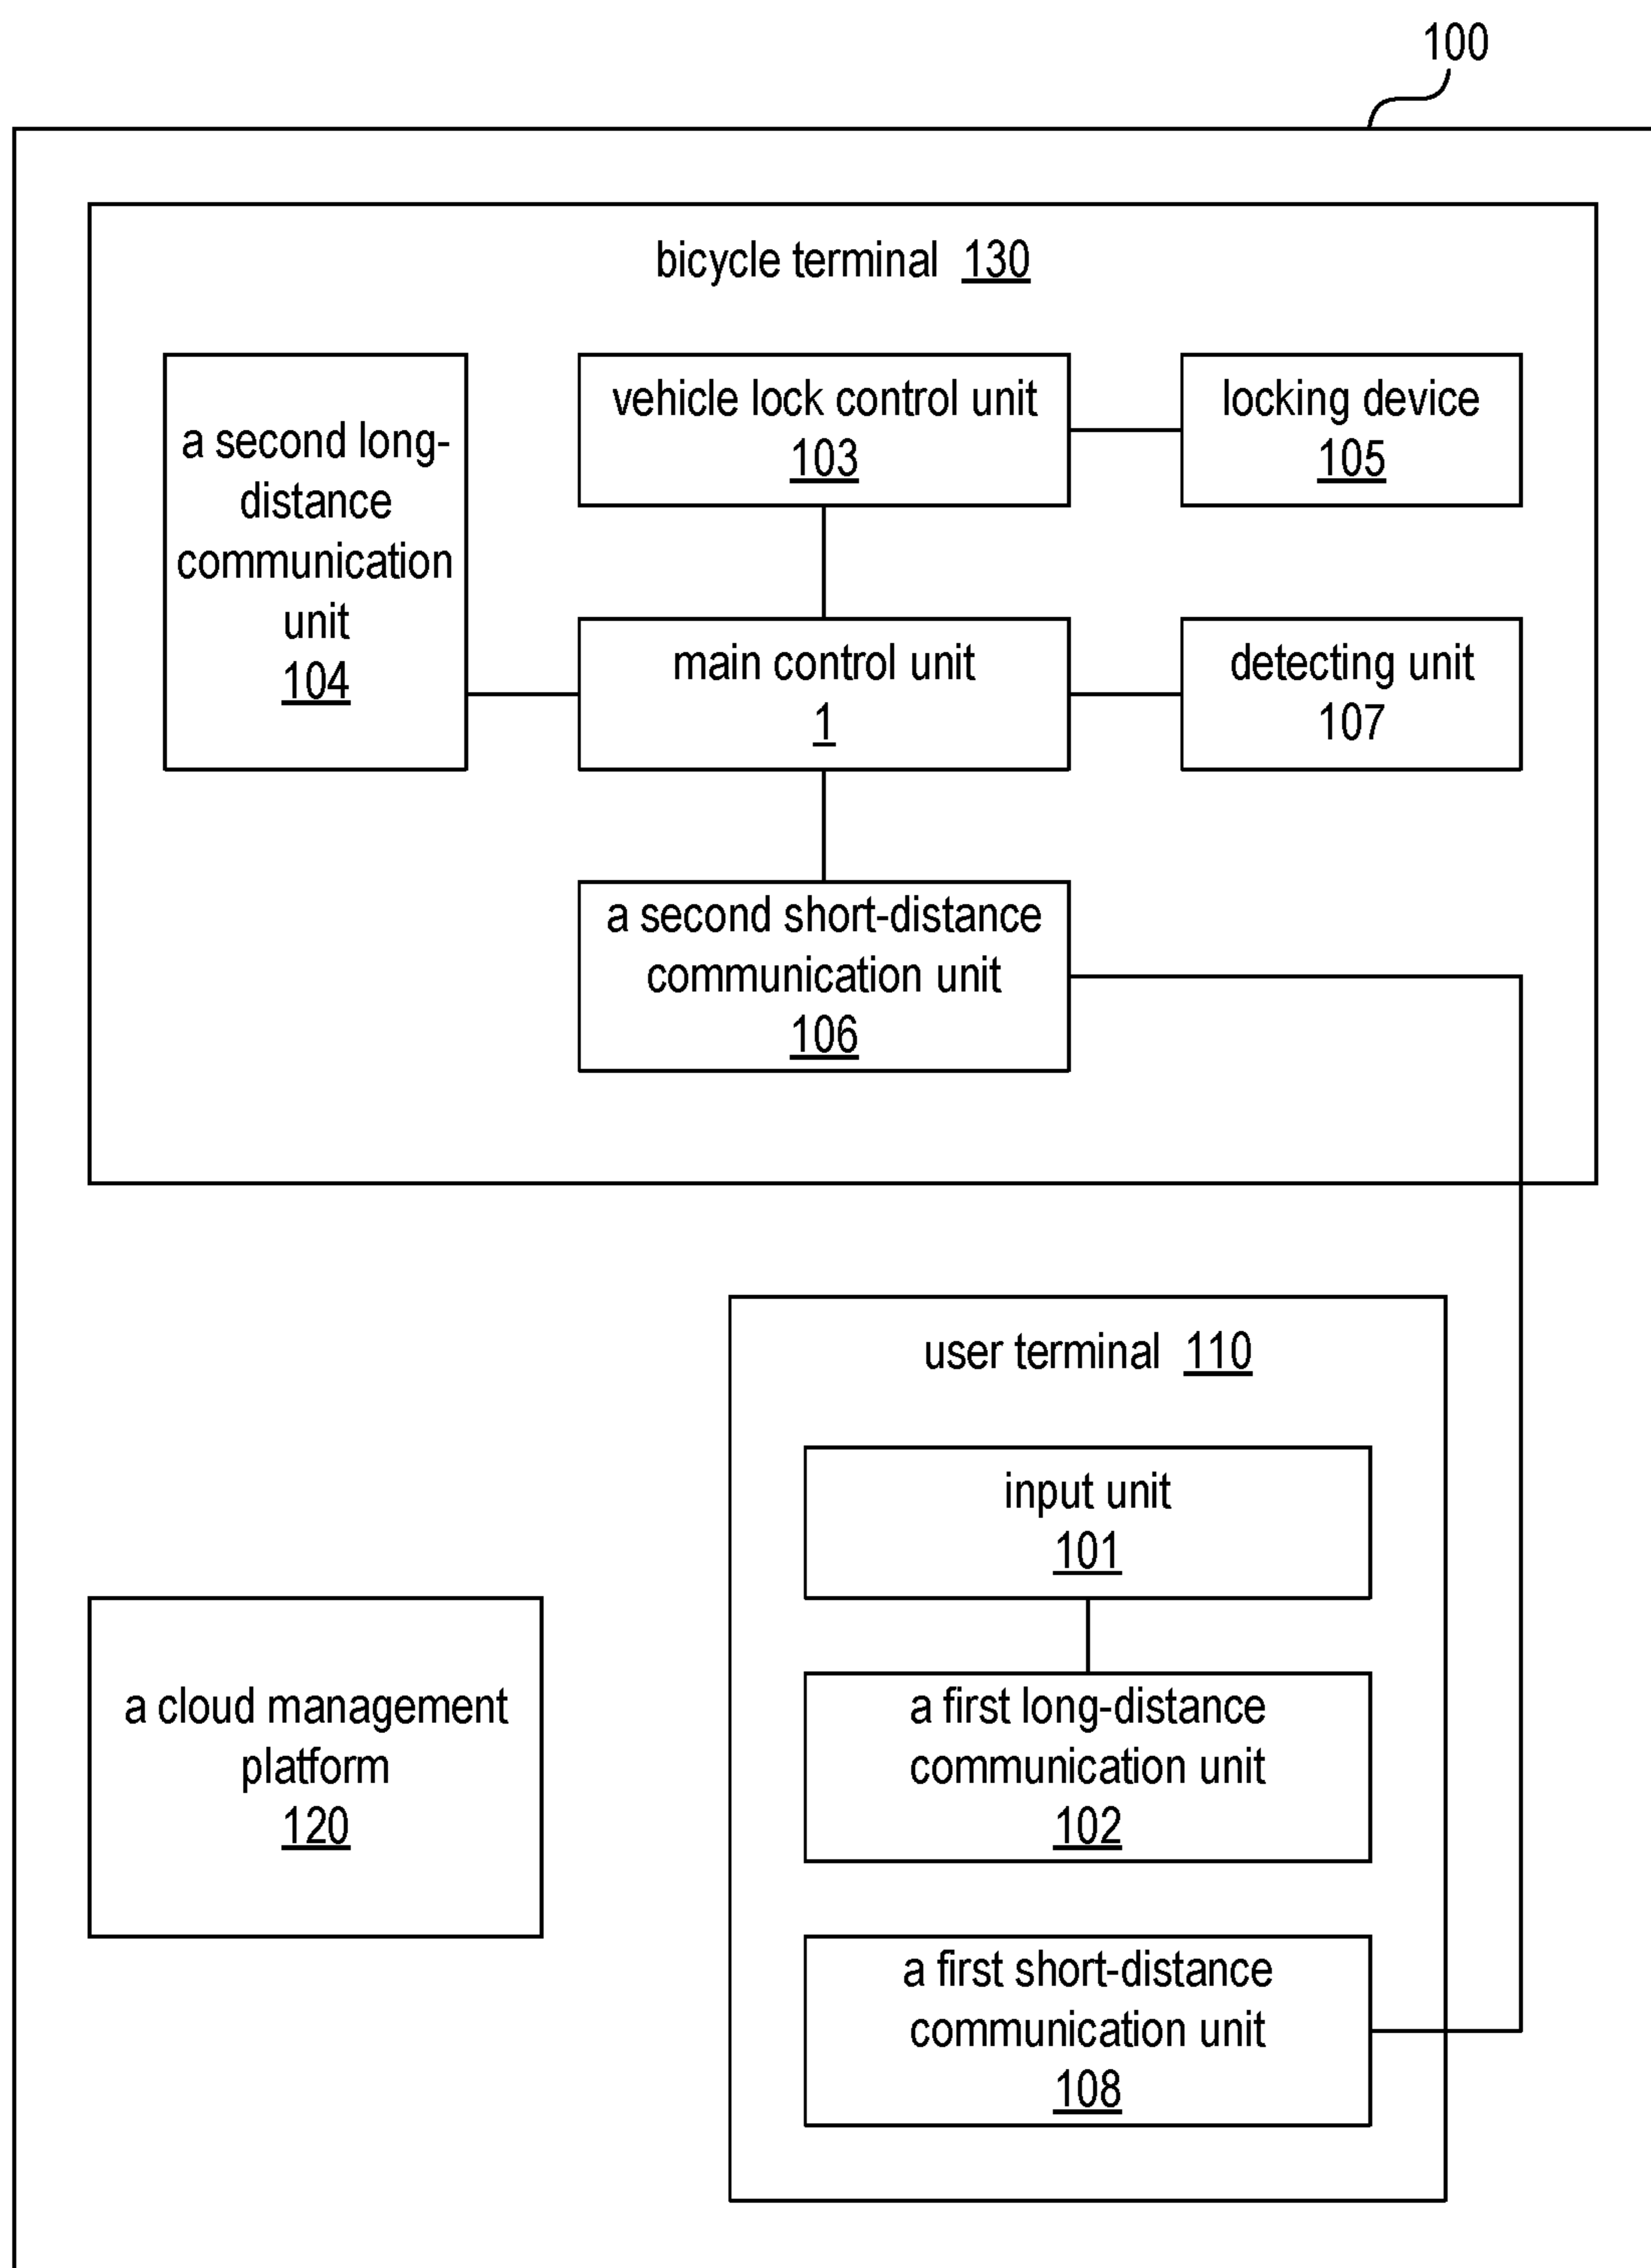 100
bicycle terminal 130
a second long-
distance
communication
unit
104
vehicle lock control unit
103
locking device
105
main control unit
1
detecting unit
107
a second short-distance
communication unit
106
user terminal 110
input unit
101
a first long-distance
communication unit
102
a first short-distance
communication unit
108
a cloud management
platform
120